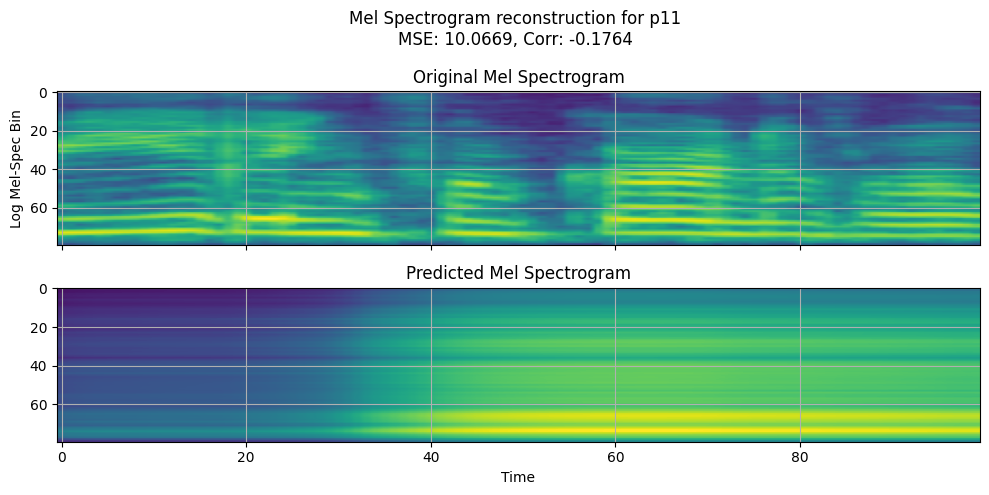 Mel Spectrogram reconstruction for p11
MSE: 10.0669, Corr: -0.1764
Original Mel Spectrogram
Log Mel-Spec Bin
0
20
40
60
Predicted Mel Spectrogram
0
20
40
60
0 20 40 60 80
Time